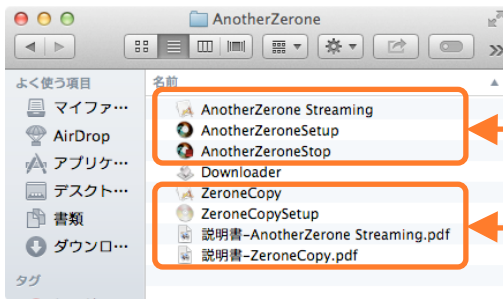 AnotherZerone
よく使う項目
マイファ…
AirDrop
アプリケ…
デスクト…
書類
ダウンロ…
タグ
名前
AnotherZerone Streaming
AnotherZeroneSetup
AnotherZeroneStop
Downloader
ZeroneCopy
ZeroneCopySetup
説明書-AnotherZerone Streaming.pdf
説明書-ZeroneCopy.pdf